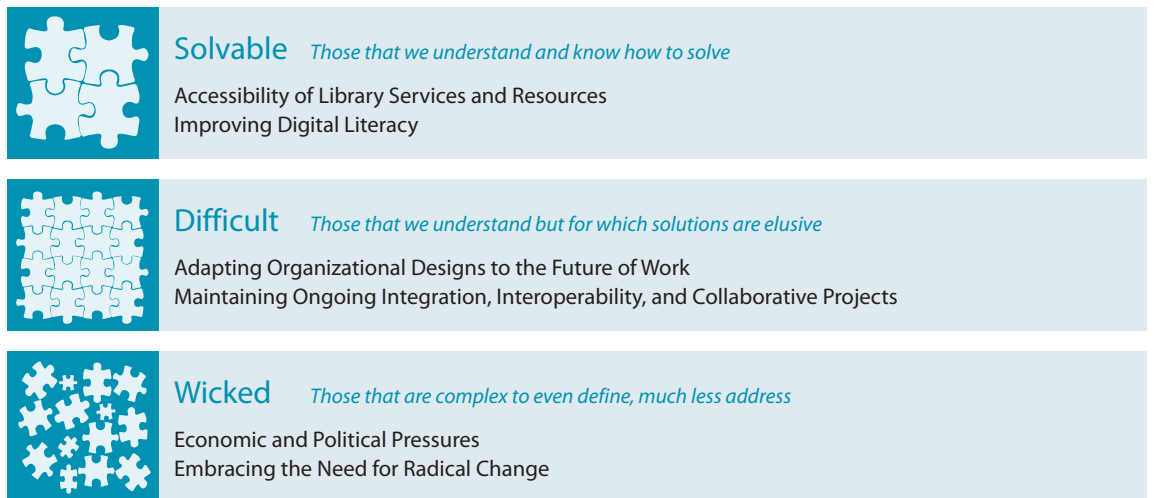 Solvable Those that we understand and know how to solve
Accessibility of Library Services and Resources
Improving Digital Literacy
Difficult Those that we understand but for which solutions are elusive
Adapting Organizational Designs to the Future of Work
Maintaining Ongoing Integration, Interoperability, and Collaborative Projects
Wicked Those that are complex to even define, much less address
Economic and Political Pressures
Embracing the Need for Radical Change